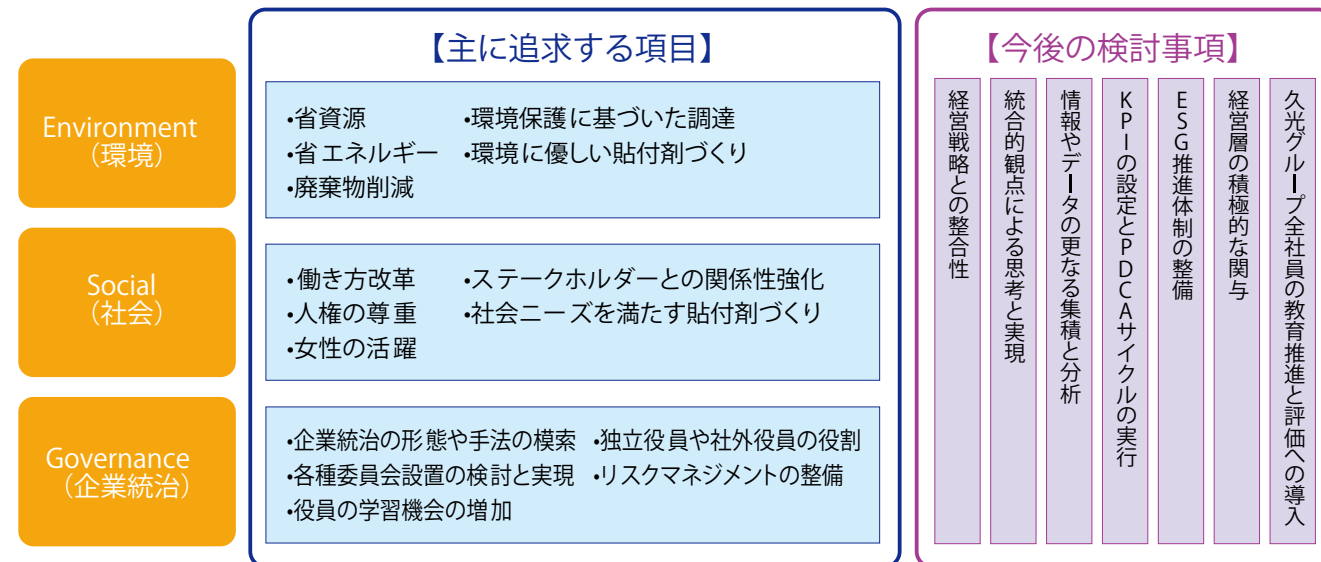 【主に追求する項目】
Environment
（環境）
•省資源
•環境保護に基づいた調達
•省エネルギー
•環境に優しい貼付剤づくり
•廃棄物削減
Social
（社会）
•働き方改革
•ステークホルダーとの関係性強化
•人権の尊重
•社会ニーズを満たす貼付剤づくり
•女性の活躍
Governance
（企業統治）
•企業統治の形態や手法の模索
•独立役員や社外役員の役割
•各種委員会設置の検討と実現
•リスクマネジメントの整備
•役員の学習機会の増加
【今後の検討事項】
経営戦略との整合性
統合的観点による思考と実現
情報やデータの更なる集積と分析
KPIの設定とPDCAサイクルの実行
ESG推進体制の整備
経営層の積極的な関与
久光グループ全社員の教育推進と評価への導入